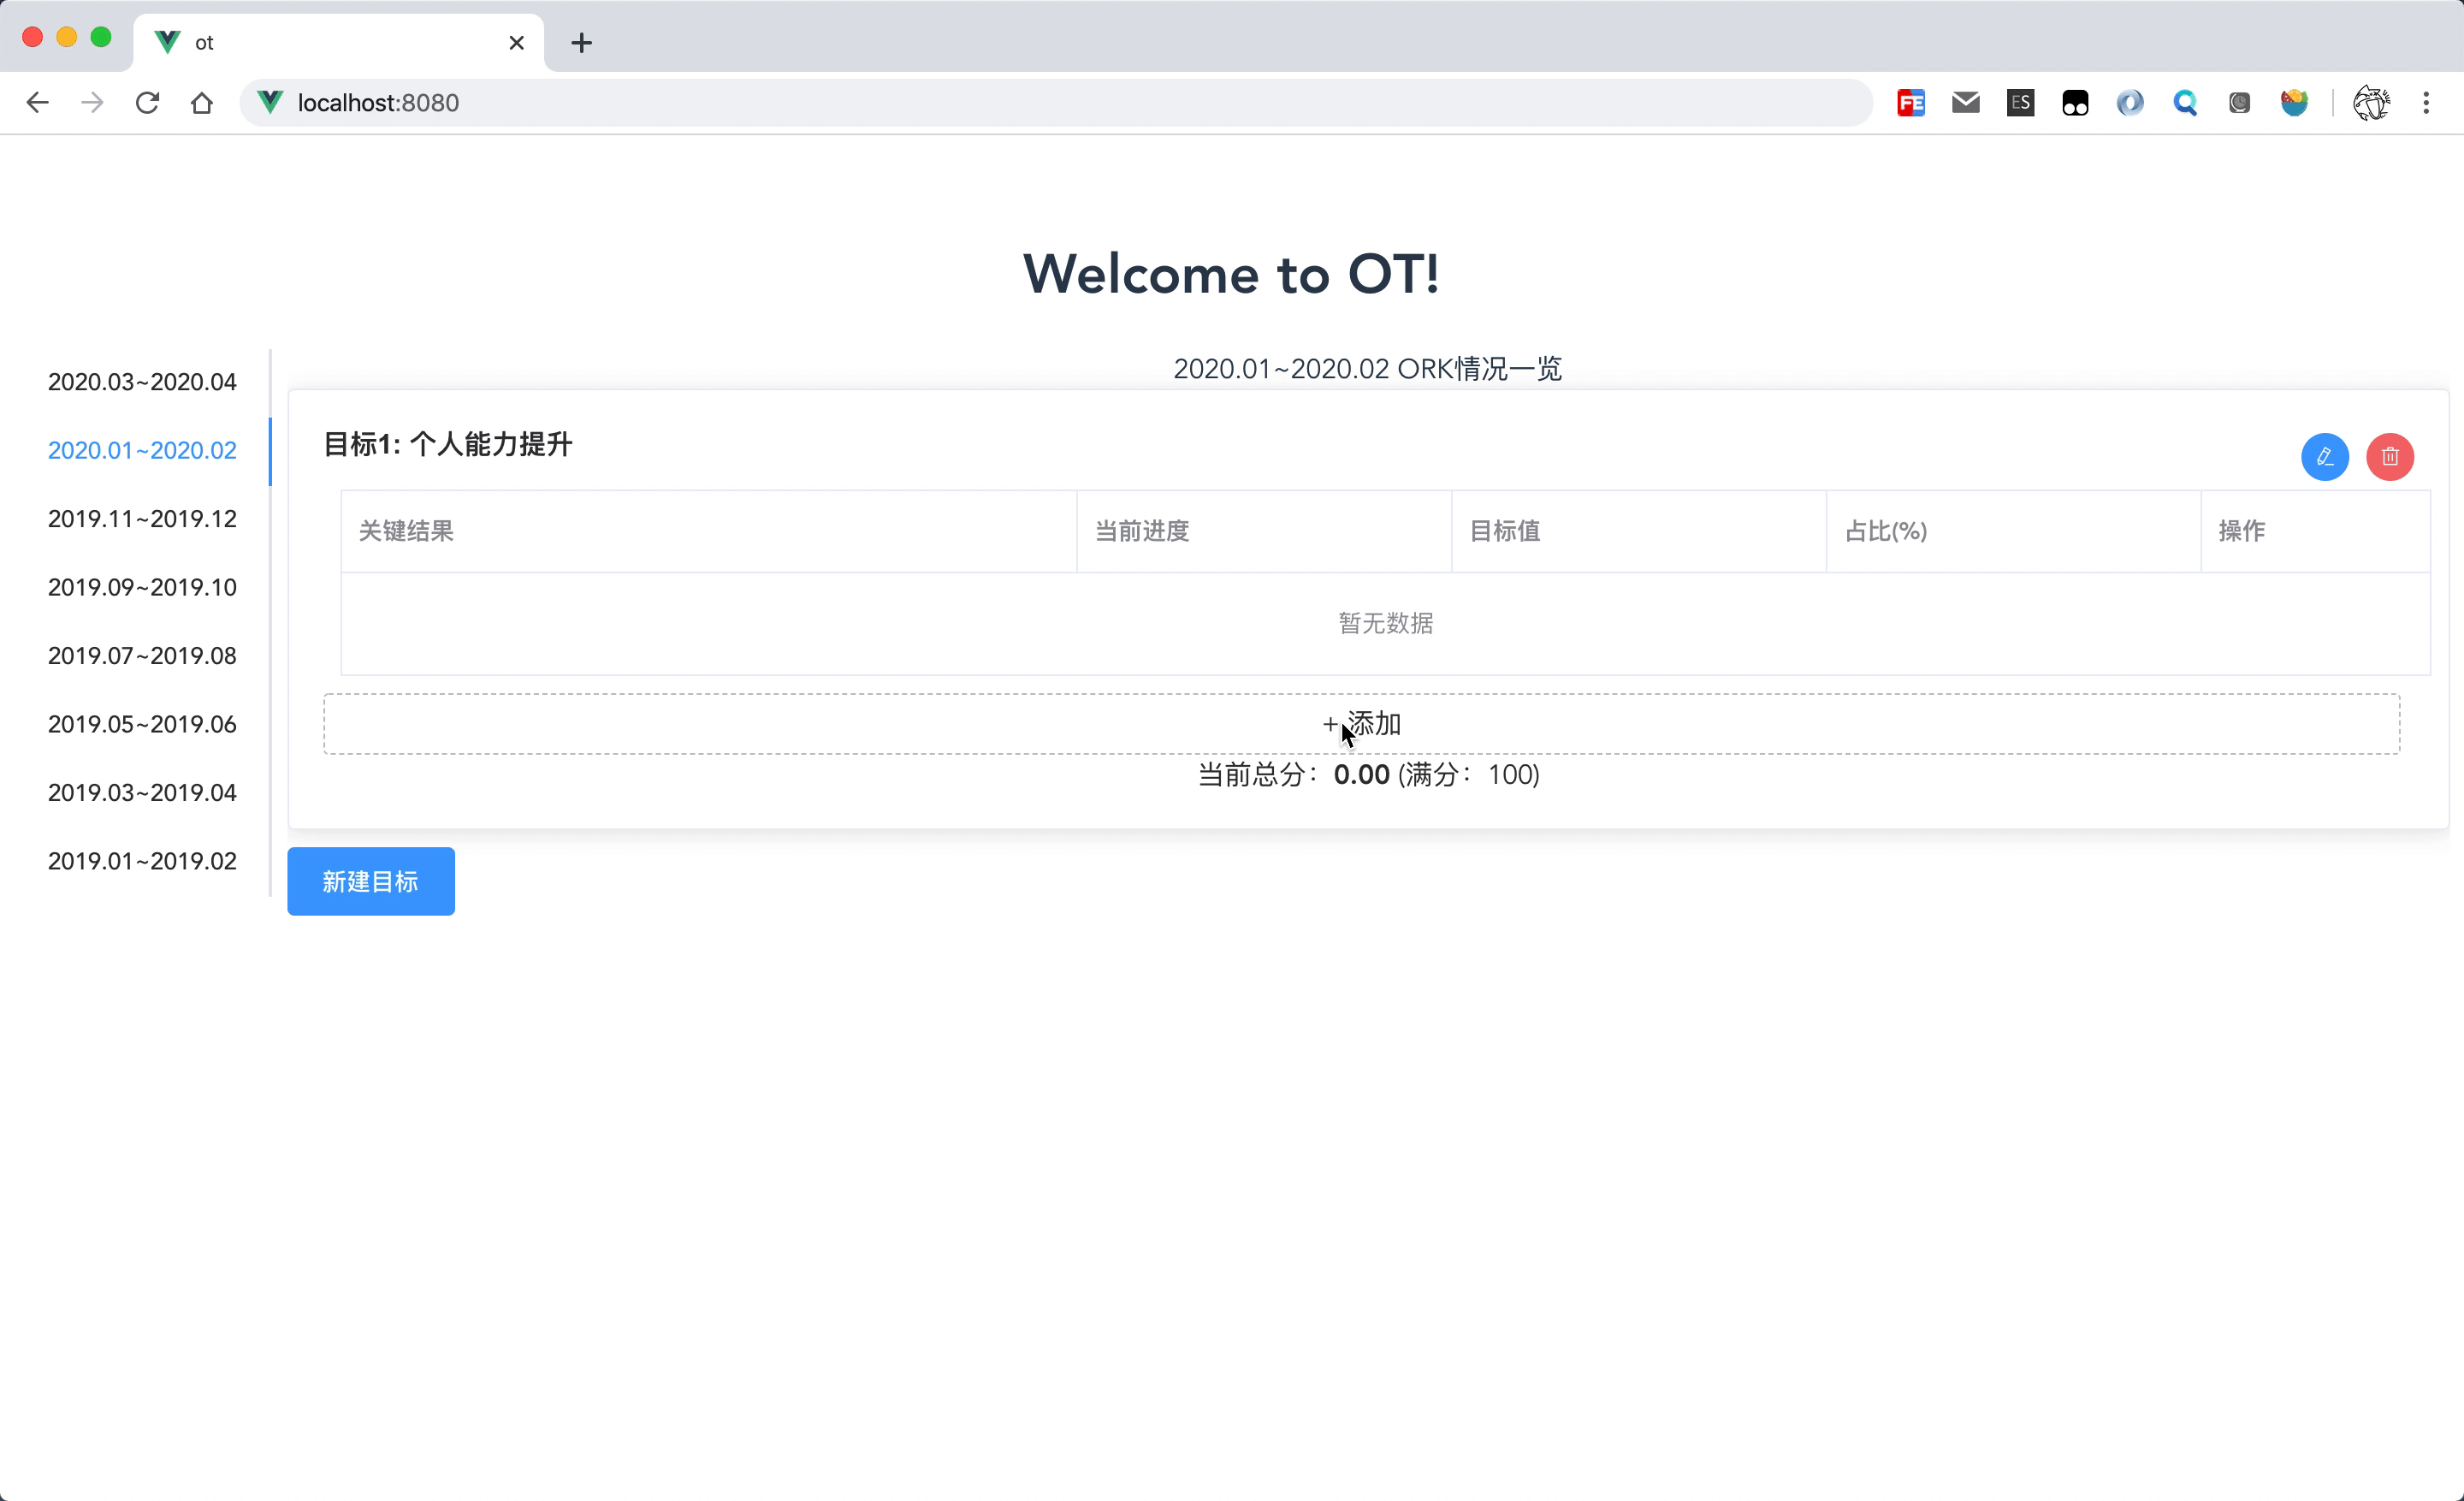 ot
localhost:8080
FE
ES
Welcome to OT!
2020.03~2020.04
2020.01~2020.02
2019.11~2019.12
2019.09~2019.10
2019.07~2019.08
2019.05~2019.06
2019.03~2019.04
2019.01~2019.02
2020.01~2020.02 ORK情况一览
目标1: 个人能力提升
关键结果 当前进度 目标值 占比(%) 操作
暂无数据
+ 添加
当前总分：0.00 (满分：100)
新建目标